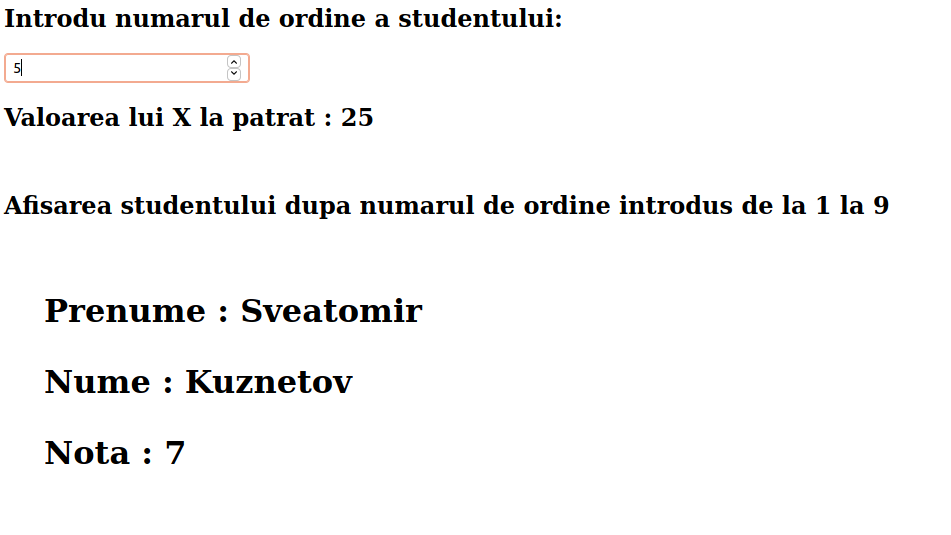 Introdu numarul de ordine a studentului:
5
Valoarea lui X la patrat : 25
Afisarea studentului dupa numarul de ordine introdus de la 1 la 9
Prenume : Sveatomir
Nume : Kuznetov
Nota : 7